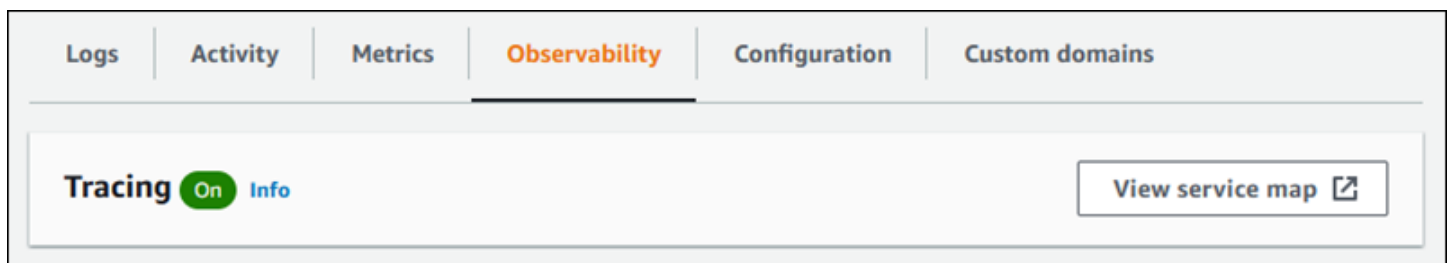 Logs Activity Metrics Observability Configuration Custom domains
Tracing On Info View service map